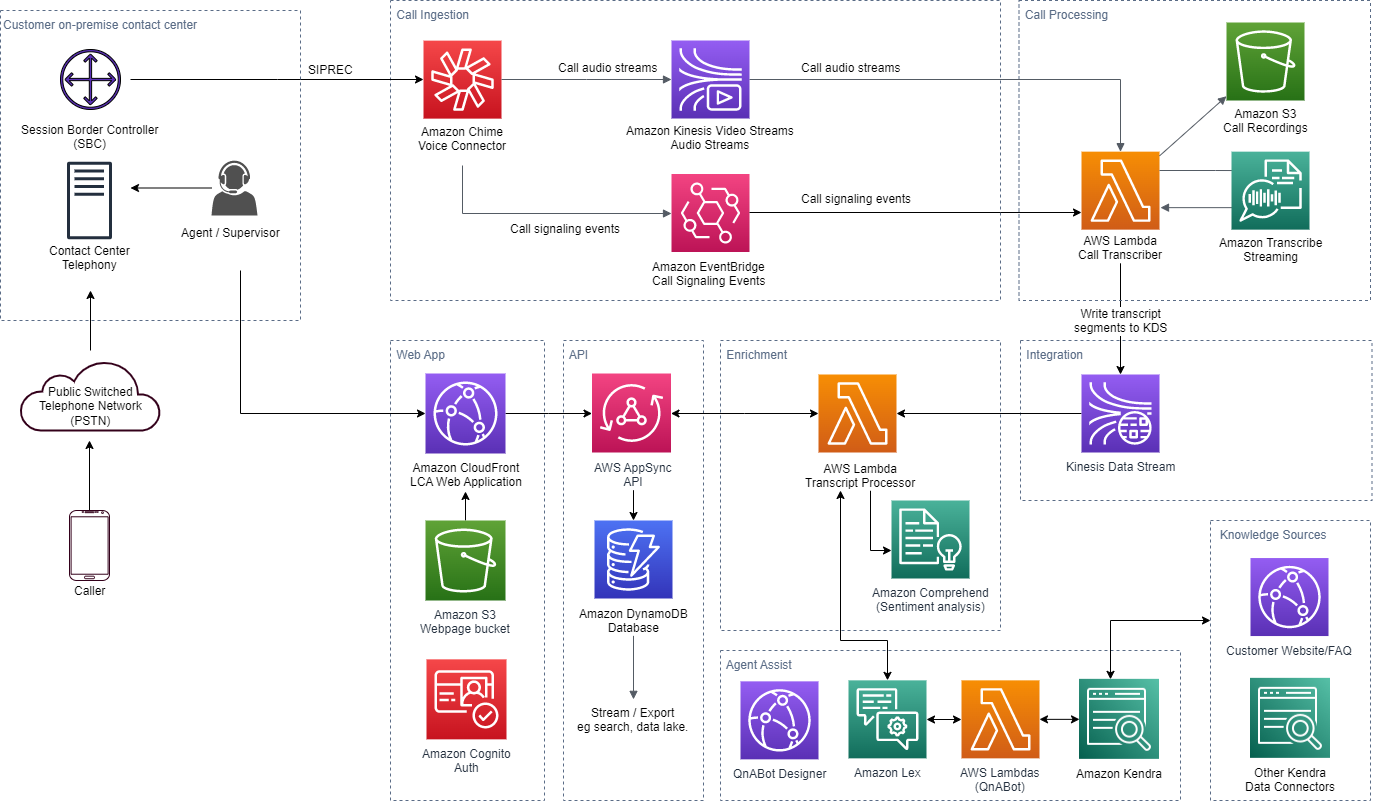 Customer on-premise contact center
Session Border Controller
(SBC)
Contact Center
Telephony
Agent / Supervisor
Public Switched
Telephone Network
(PSTN)
Caller
SIPREC
Call Ingestion
Amazon Chime
Voice Connector
Call audio streams
Amazon Kinesis Video Streams
Audio Streams
Call audio streams
Call signaling events
Amazon EventBridge
Call Signaling Events
Call signaling events
Call Processing
Amazon S3
Call Recordings
AWS Lambda
Call Transcriber
Amazon Transcribe
Streaming
Write transcript
segments to KDS
Web App
Amazon CloudFront
LCA Web Application
Amazon S3
Webpage bucket
Amazon Cognito
Auth
API
AWS AppSync
API
Amazon DynamoDB
Database
Stream / Export
eg search, data lake.
Enrichment
AWS Lambda
Transcript Processor
Amazon Comprehend
(Sentiment analysis)
Integration
Kinesis Data Stream
Agent Assist
QnABot Designer
Amazon Lex
AWS Lambdas
(QnABot)
Amazon Kendra
Knowledge Sources
Customer Website/FAQ
Other Kendra
Data Connectors